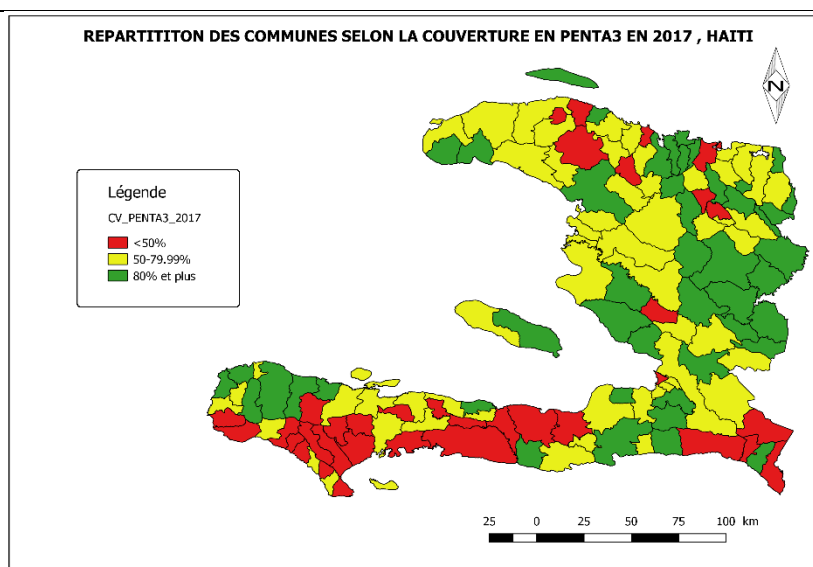 REPARTITITON DES COMMUNES SELON LA COUVERTURE EN PENTA3 EN 2017 , HAITI
N
Légende
CV_PENTA3_2017
<50%
50-79.99%
80% et plus
25 0 25 50 75 100 km